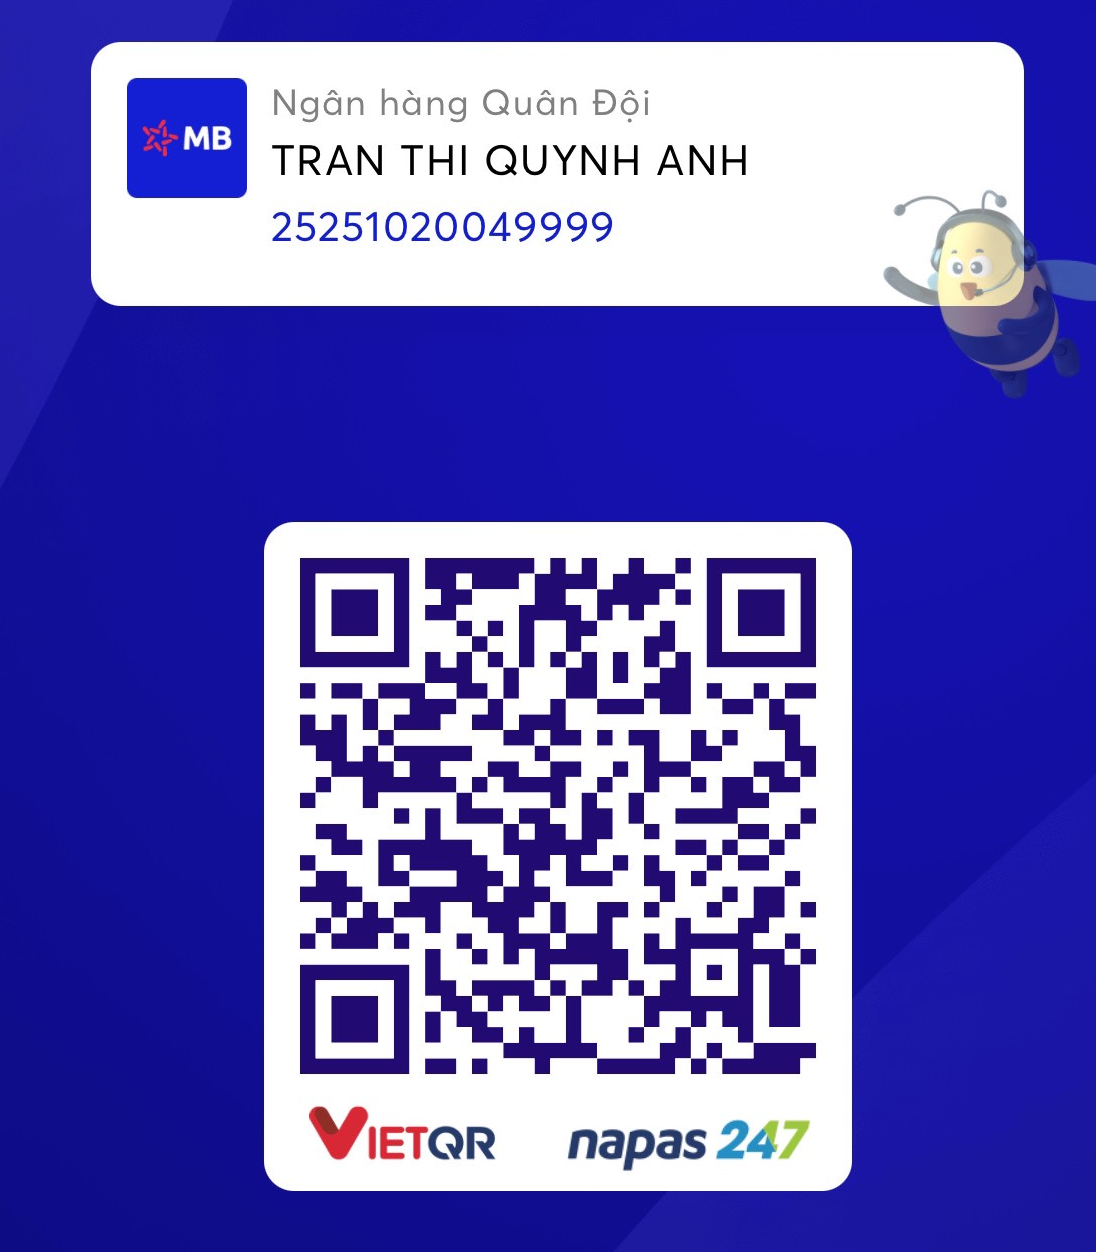 MB
Ngân hàng Quân Đội
TRAN THI QUYNH ANH
25251020049999
VIETQR
napas 247